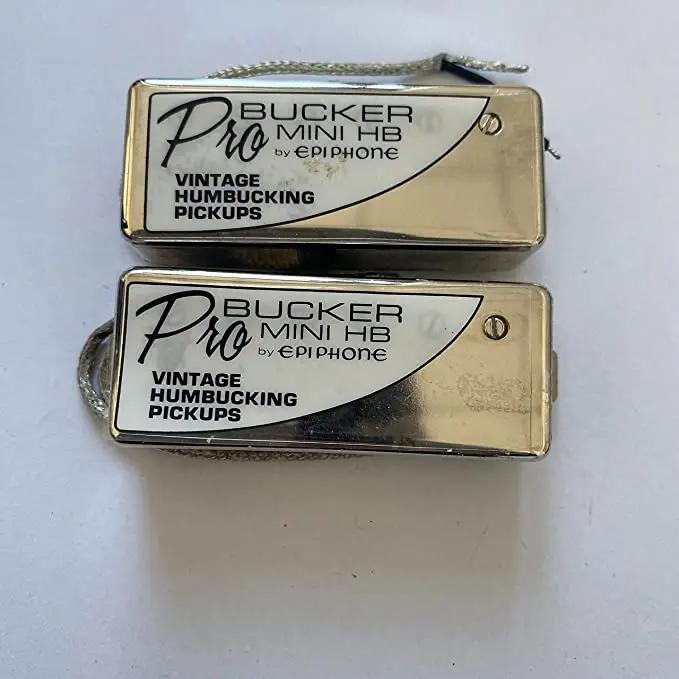 Pro BUCKER
MINI HB
by EPIPHONE
VINTAGE
HUMBUCKING
PICKUPS
Pro BUCKER
MINI HB
by EPIPHONE
VINTAGE
HUMBUCKING
PICKUPS